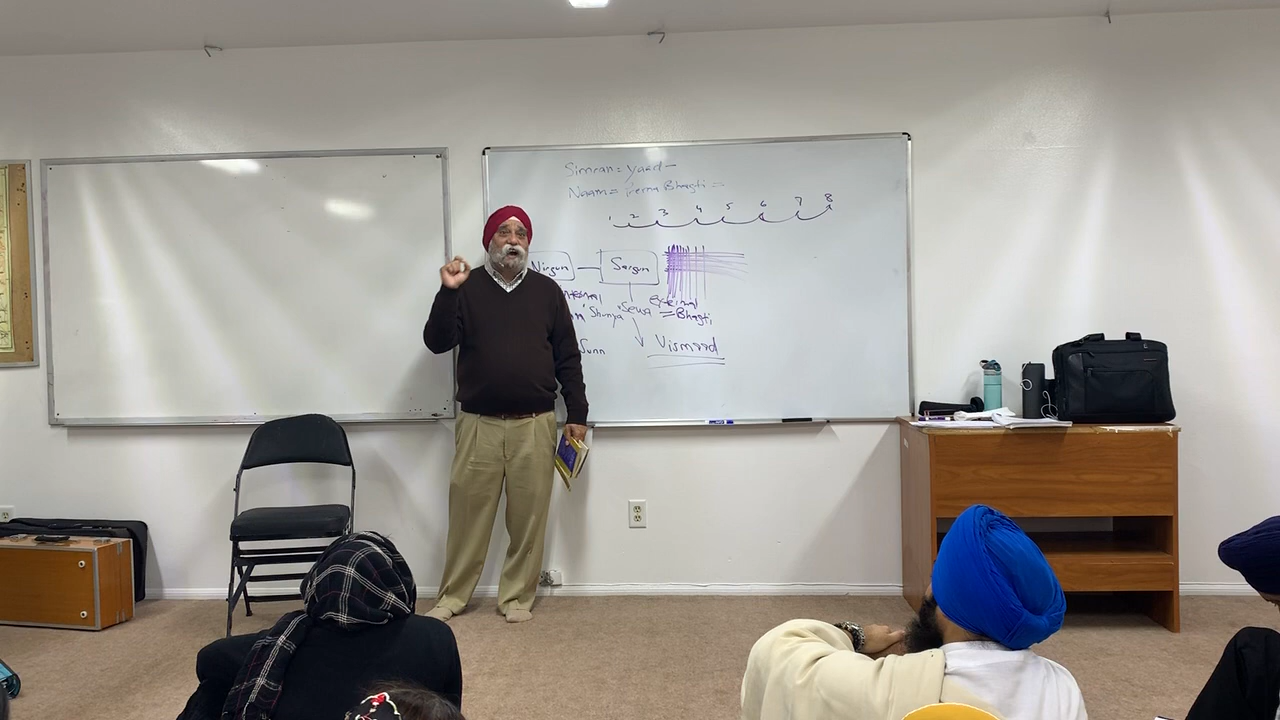 Simran = Yaad -
Naam = Prema Bhagti =
1 2 3 4 5 6 7 8
Nirgun Sargun
External
Shunya Sewa = Bhagti
Sunn Vismaad